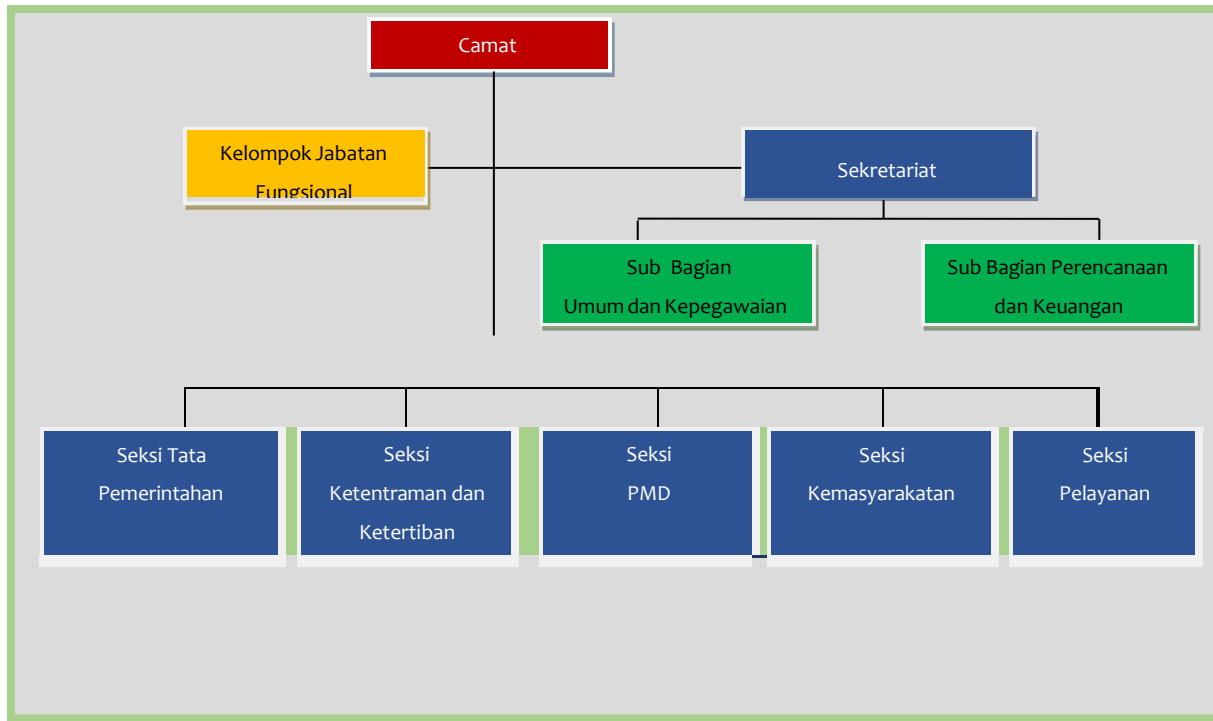 Camat
Kelompok Jabatan
Fungsional
Sekretariat
Sub Bagian
Umum dan Kepegawaian
Sub Bagian Perencanaan
dan Keuangan
Seksi Tata
Pemerintahan
Seksi
Ketentraman dan
Ketertiban
Seksi
PMD
Seksi
Kemasyarakatan
Seksi
Pelayanan